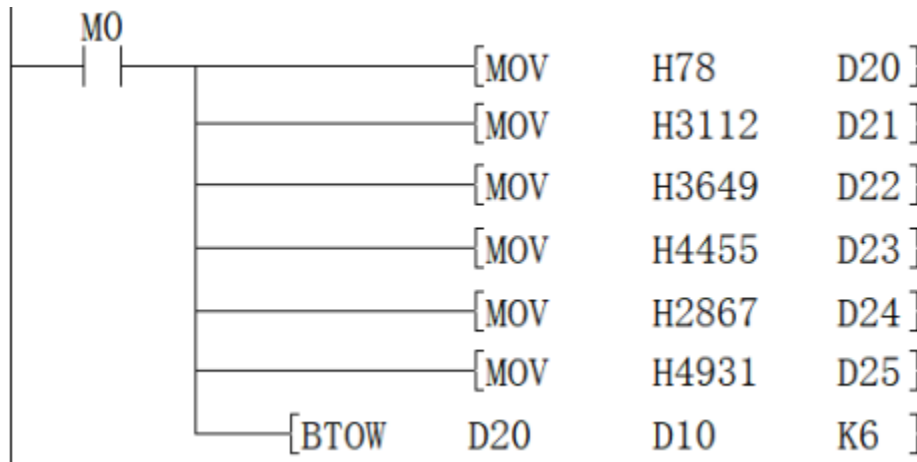 M0
[MOV H78 D20]
[MOV H3112 D21]
[MOV H3649 D22]
[MOV H4455 D23]
[MOV H2867 D24]
[MOV H4931 D25]
[BTOW D20 D10 K6]